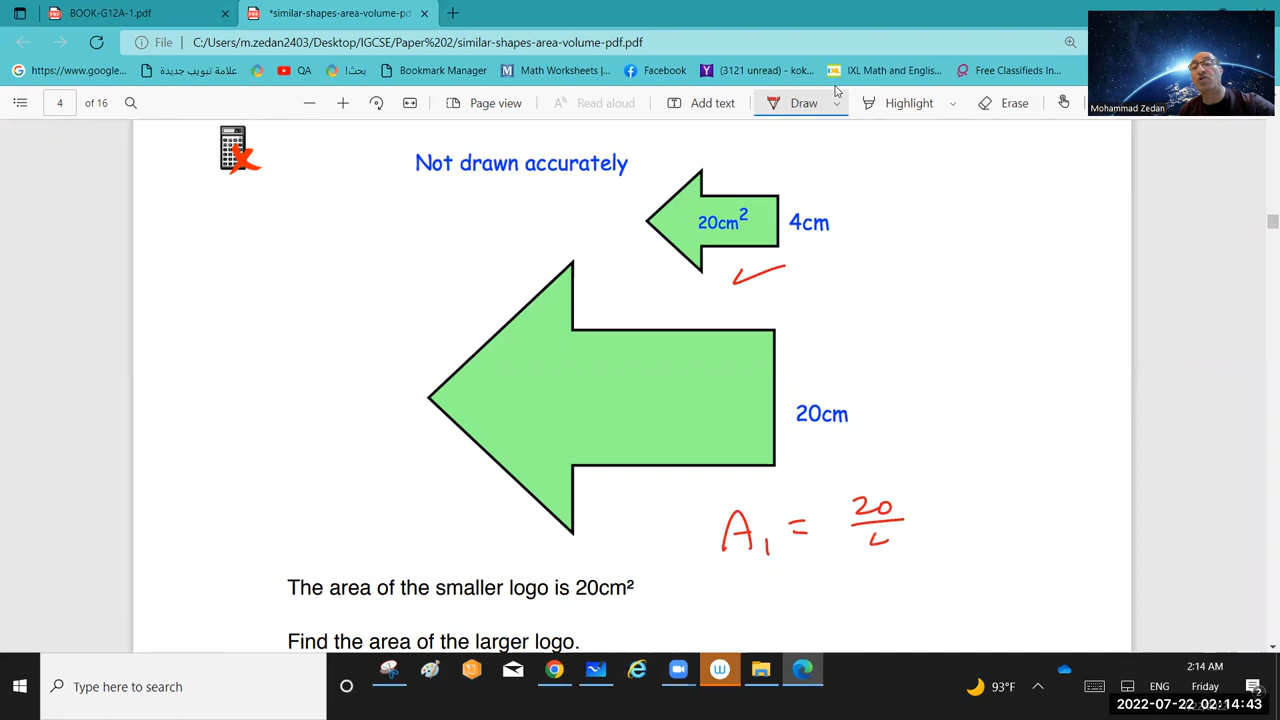 BOOK-G12A-1.pdf
*similar-shapes-area-volume-pd
File
C:/Users/m.zedan2403/Desktop/IGCSE/Paper%202/similar-shapes-area-volume-pdf.pdf
https://www.google...
علامة تبويب جديدة
QA
بحث!
Bookmark Manager
Math Worksheets |...
Facebook
(3121 unread) - kok...
IXL Math and Englis...
Free Classifieds In...
Mohammad Zedan
4
of 16
Page view
Read aloud
Add text
Draw
Highlight
Erase
Not drawn accurately
20cm²
4cm
20cm
A₁ = 20
The area of the smaller logo is 20cm²
Find the area of the larger logo.
Type here to search
93°F
ENG
2:14 AM
Friday
2022-07-22 02:14:43